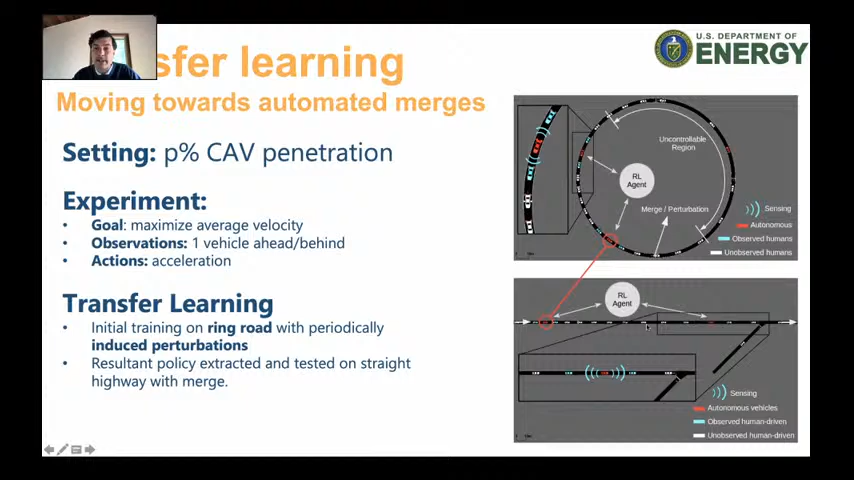 sfer learning
Moving towards automated merges
U.S. DEPARTMENT OF
ENERGY
Setting: p% CAV penetration
Experiment:
• Goal: maximize average velocity
• Observations: 1 vehicle ahead/behind
• Actions: acceleration
Transfer Learning
• Initial training on ring road with periodically
induced perturbations
• Resultant policy extracted and tested on straight
highway with merge.
Uncontrollable
Region
RL
Agent
Merge / Perturbation
Sensing
Autonomous
Observed humans
Unobserved humans
RL
Agent
Sensing
Autonomous vehicles
Observed human-driven
Unobserved human-driven